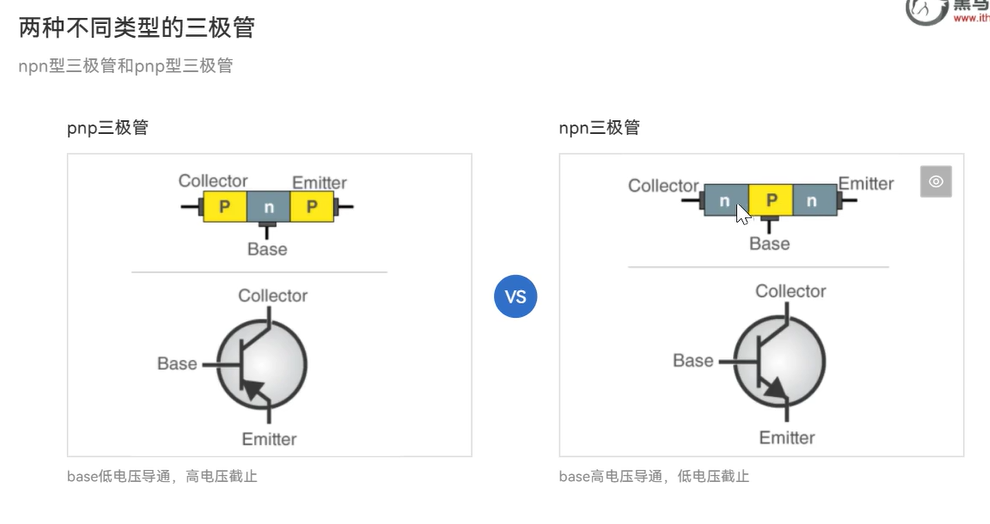 两种不同类型的三极管
npn型三极管和pnp型三极管
www.ith
pnp三极管
Collector
Emitter
P
n
P
Base
Collector
Base
Emitter
base低电压导通，高电压截止
VS
npn三极管
Collector
Emitter
n
P
n
Base
Collector
Base
Emitter
base高电压导通，低电压截止